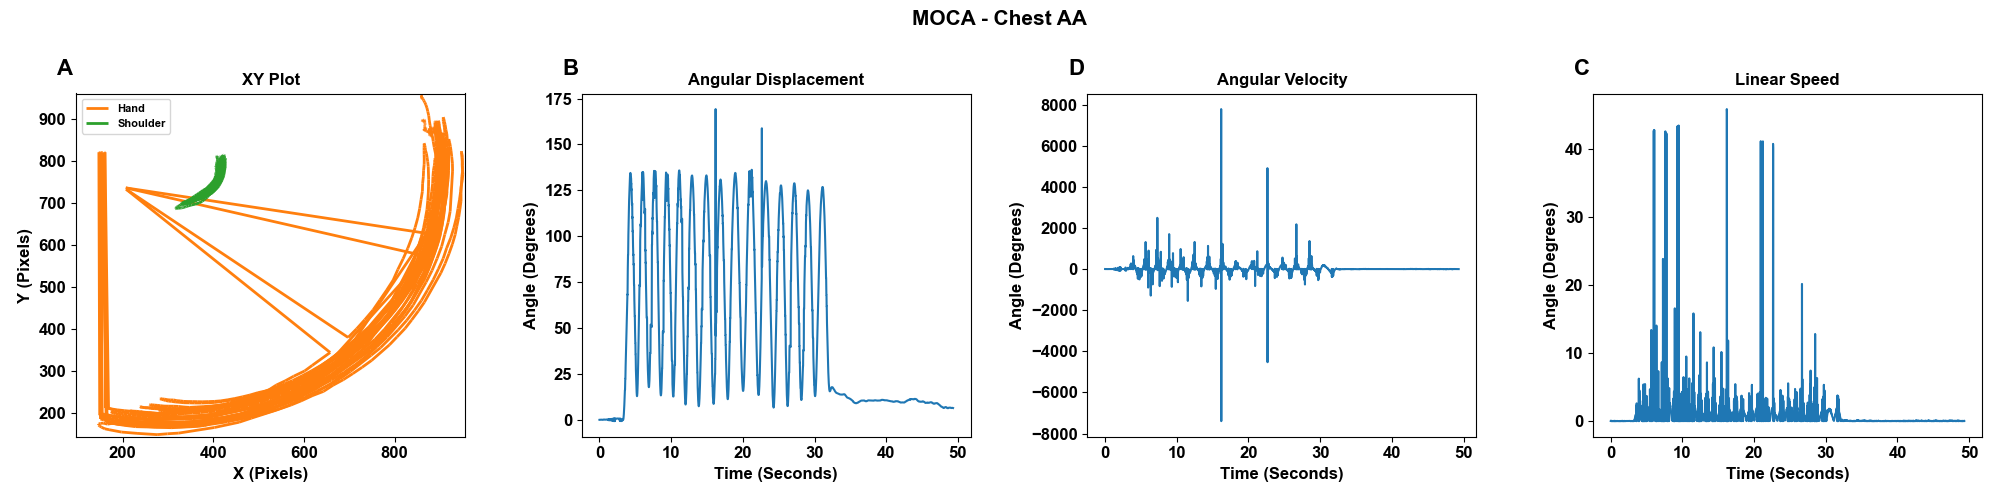 MOCA - Chest AA
A
XY Plot
Hand
Shoulder
900
800
700
600
500
400
300
200
Y (Pixels)
200
400
600
800
X (Pixels)
B
Angular Displacement
175
150
125
100
75
50
25
0
Angle (Degrees)
0
10
20
30
40
50
Time (Seconds)
D
Angular Velocity
8000
6000
4000
2000
0
−2000
−4000
−6000
−8000
Angle (Degrees)
0
10
20
30
40
50
Time (Seconds)
C
Linear Speed
40
30
20
10
0
Angle (Degrees)
0
10
20
30
40
50
Time (Seconds)